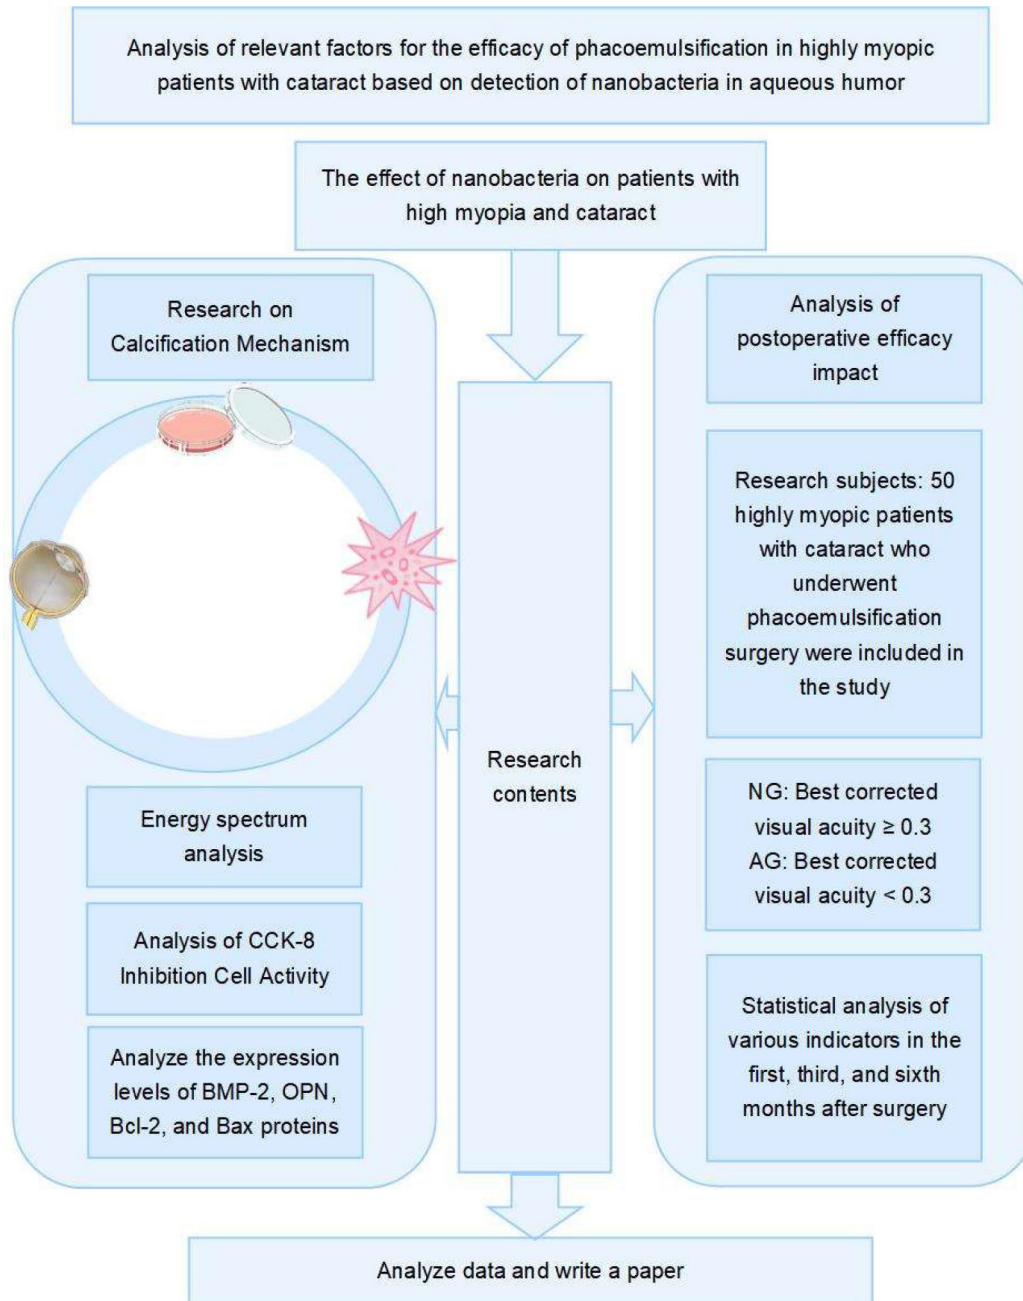 Analysis of relevant factors for the efficacy of phacoemulsification in highly myopic
patients with cataract based on detection of nanobacteria in aqueous humor
The effect of nanobacteria on patients with
high myopia and cataract
Research on
Calcification Mechanism
Energy spectrum
analysis
Analysis of CCK-8
Inhibition Cell Activity
Analyze the expression
levels of BMP-2, OPN,
Bcl-2, and Bax proteins
Research
contents
Analysis of
postoperative efficacy
impact
Research subjects: 50
highly myopic patients
with cataract who
underwent
phacoemulsification
surgery were included in
the study
NG: Best corrected
visual acuity ≥ 0.3
AG: Best corrected
visual acuity < 0.3
Statistical analysis of
various indicators in the
first, third, and sixth
months after surgery
Analyze data and write a paper